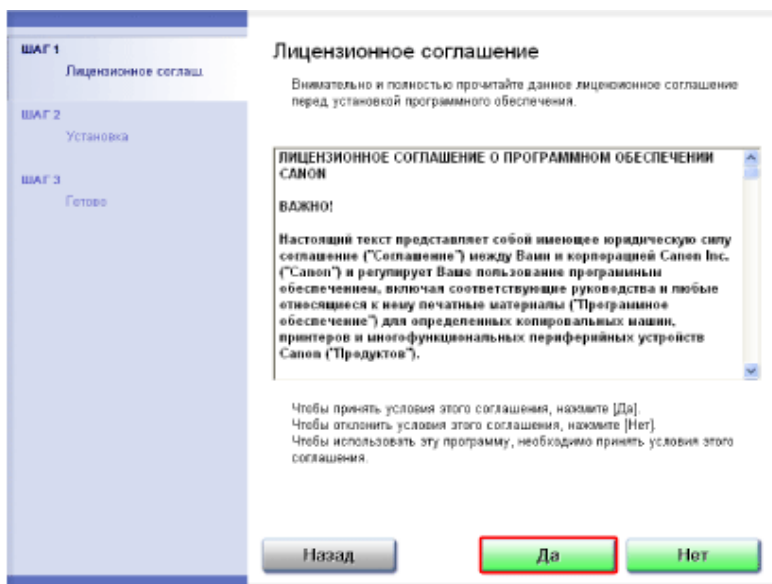 ШАГ 1
Лицензионное соглаш.
ШАГ 2
Установка
ШАГ 3
Готово
Лицензионное соглашение
Внимательно и полностью прочитайте данное лицензионное соглашение
перед установкой программного обеспечения.
ЛИЦЕНЗИОННОЕ СОГЛАШЕНИЕ О ПРОГРАММНОМ ОБЕСПЕЧЕНИИ
CANON
ВАЖНО!
Настоящий текст представляет собой имеющее юридическую силу
соглашение ("Соглашение") между Вами и корпорацией Canon Inc.
("Canon") и регулирует Ваше пользование программным
обеспечением, включая соответствующие руководства и любые
относящиеся к нему печатные материалы ("Программное
обеспечение") для определенных копировальных машин,
принтеров и многофункциональных периферийных устройств
Canon ("Продуктов").
Чтобы принять условия этого соглашения, нажмите [Да].
Чтобы отклонить условия этого соглашения, нажмите [Нет].
Чтобы использовать эту программу, необходимо принять условия этого
соглашения.
Назад
Да
Нет